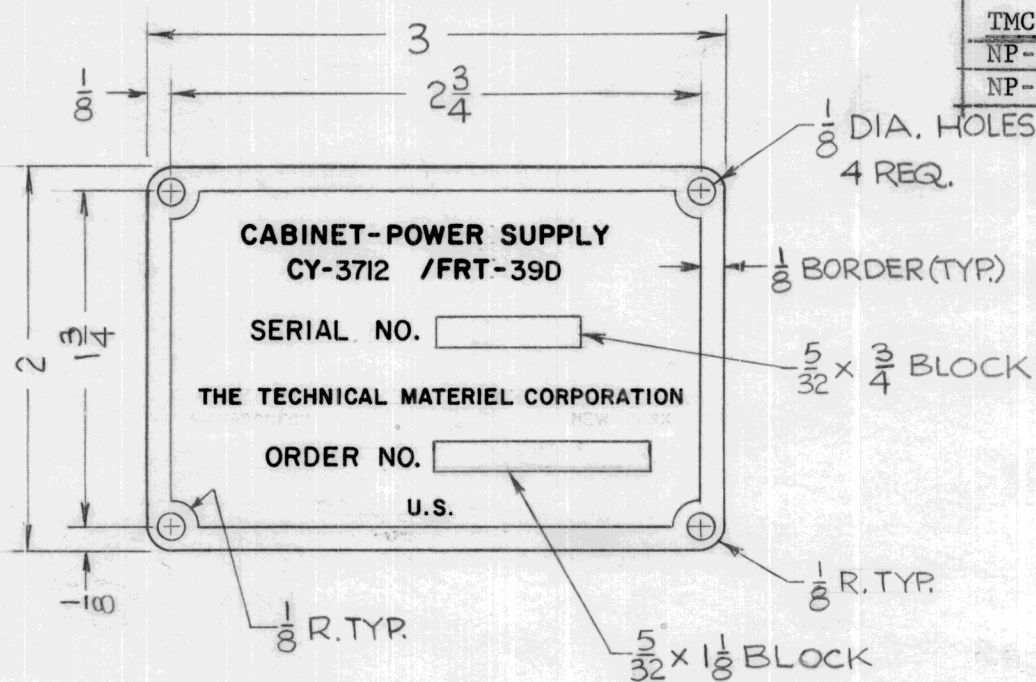 3
TMC
NP-
NP-
1/8
2 3/4
1/8 DIA. HOLES
4 REQ.
CABINET-POWER SUPPLY
CY-3712 /FRT-39D
1/8 BORDER (TYP.)
SERIAL NO.
2
1 3/4
5/32 x 3/4 BLOCK
THE TECHNICAL MATERIEL CORPORATION
ORDER NO.
U.S.
1/8
1/8 R. TYP.
1/8 R. TYP.
5/32 x 1 1/8 BLOCK